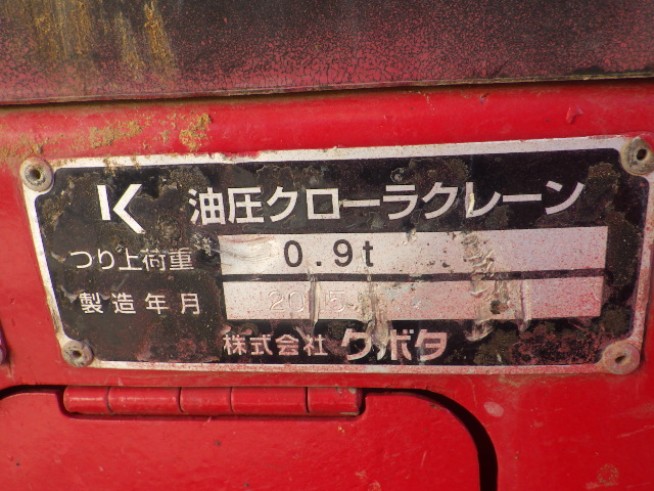 K 油圧クローラクレーン
つり上荷重 0.9t
製造年月 2015
株式会社 クボタ